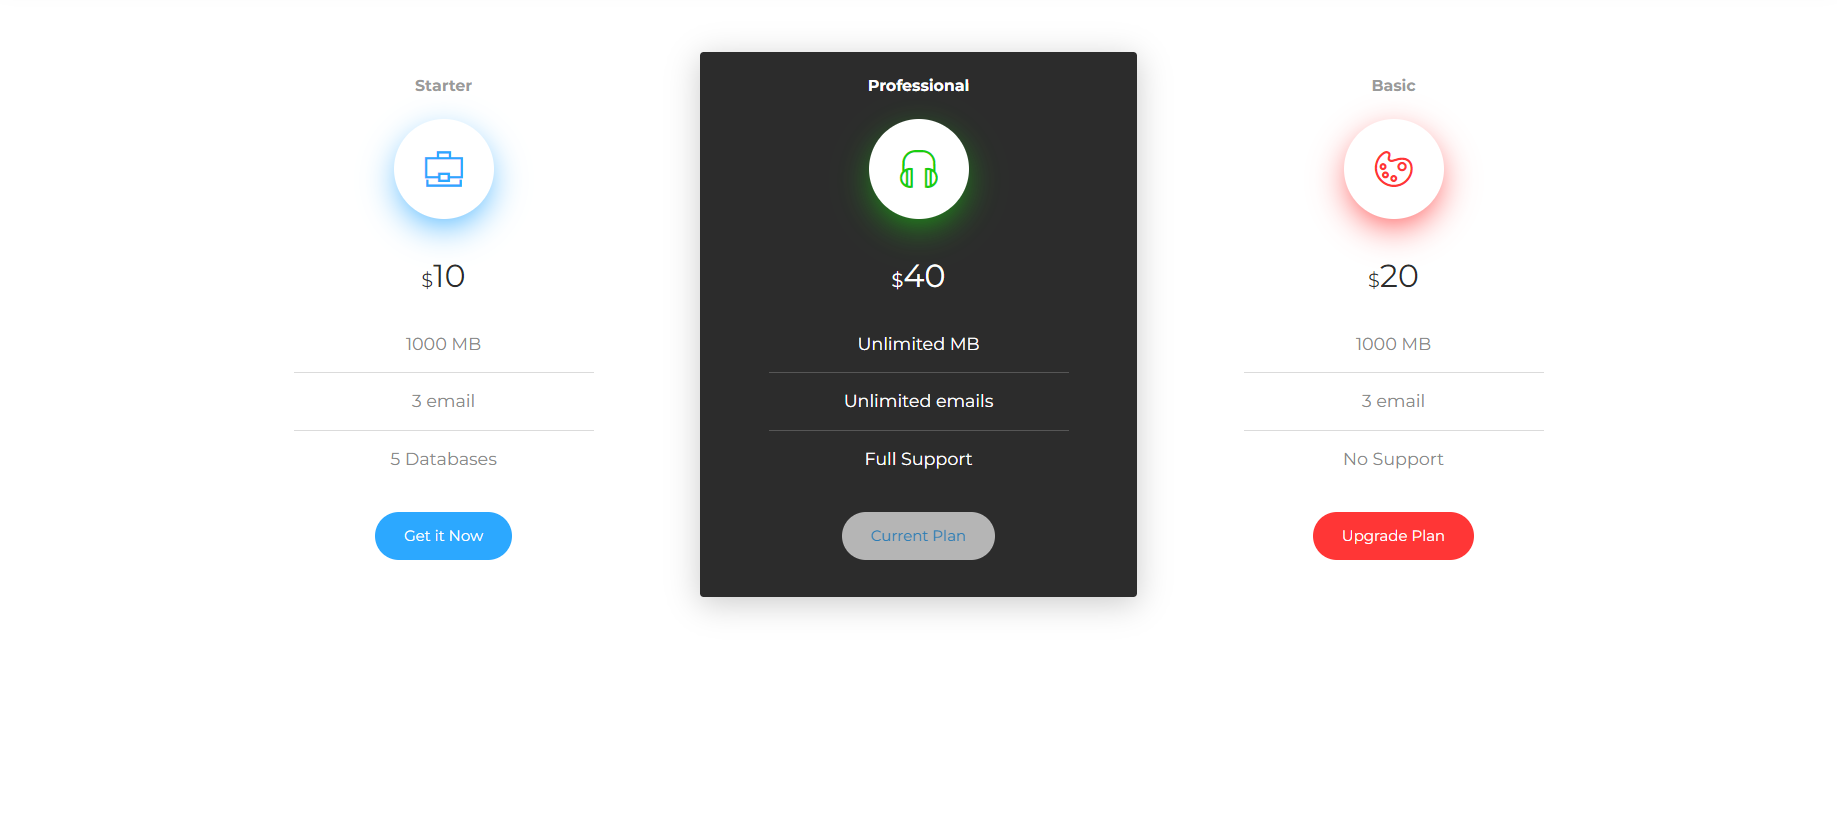 Starter
$10
1000 MB
3 email
5 Databases
Get it Now
Professional
$40
Unlimited MB
Unlimited emails
Full Support
Current Plan
Basic
$20
1000 MB
3 email
No Support
Upgrade Plan